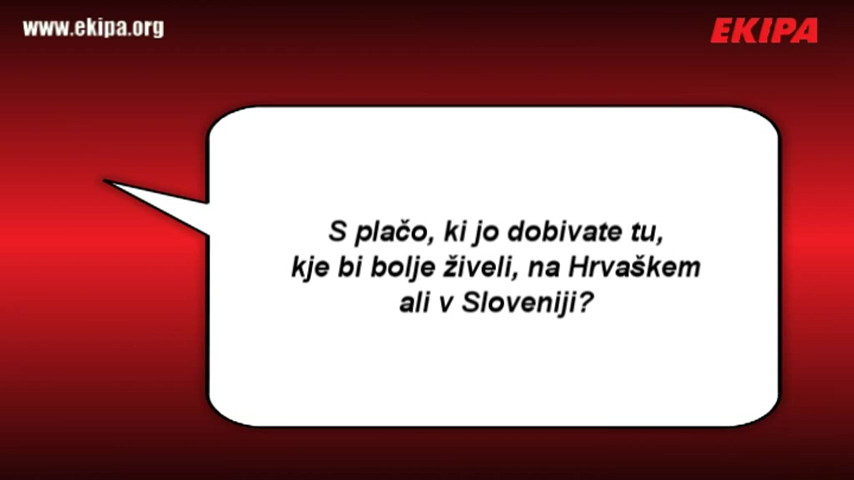 www.ekipa.org
EKIPA
S plačo, ki jo dobivate tu,
kje bi bolje živeli, na Hrvaškem
ali v Sloveniji?